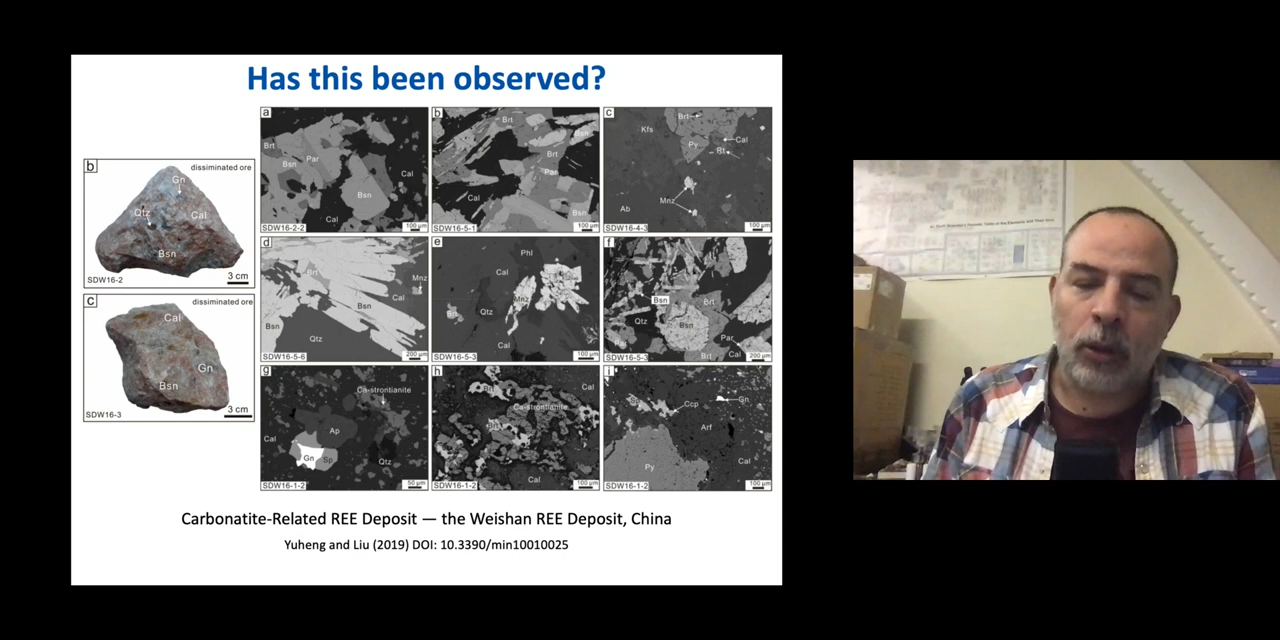 Has this been observed?
b
disseminated ore
Gn
Qtz
Cal
Bsn
SDW16-2
3 cm
c
disseminated ore
Cal
Gn
Bsn
SDW16-3
3 cm
a
Brt
Par
Bsn
Bsn
Cal
Cal
SDW16-2-2
100 µm
b
Brt
Bsn
Brt
Par
Cal
Bsn
SDW16-5-1
100 µm
c
Brt
Kfs
Cal
Py
Rt
Mnz
Ab
SDW16-4-3
100 µm
d
Brt
Mnz
Cal
Bsn
Bsn
Qtz
SDW16-5-6
200 µm
e
Phl
Cal
Mnz
Qtz
Cal
SDW16-5-3
100 µm
f
Bsn
Brt
Qtz
Bsn
Par
Par
Brt
Cal
SDW16-5-3
200 µm
g
Ca-strontianite
Ap
Cal
Gn
Sp
Qtz
SDW16-1-2
50 µm
h
Cal
Ca-strontianite
Cal
SDW16-1-2
100 µm
i
Ccp
Gn
Arf
Py
Cal
SDW16-1-2
100 µm
Carbonatite-Related REE Deposit — the Weishan REE Deposit, China
Yuheng and Liu (2019) DOI: 10.3390/min10010025